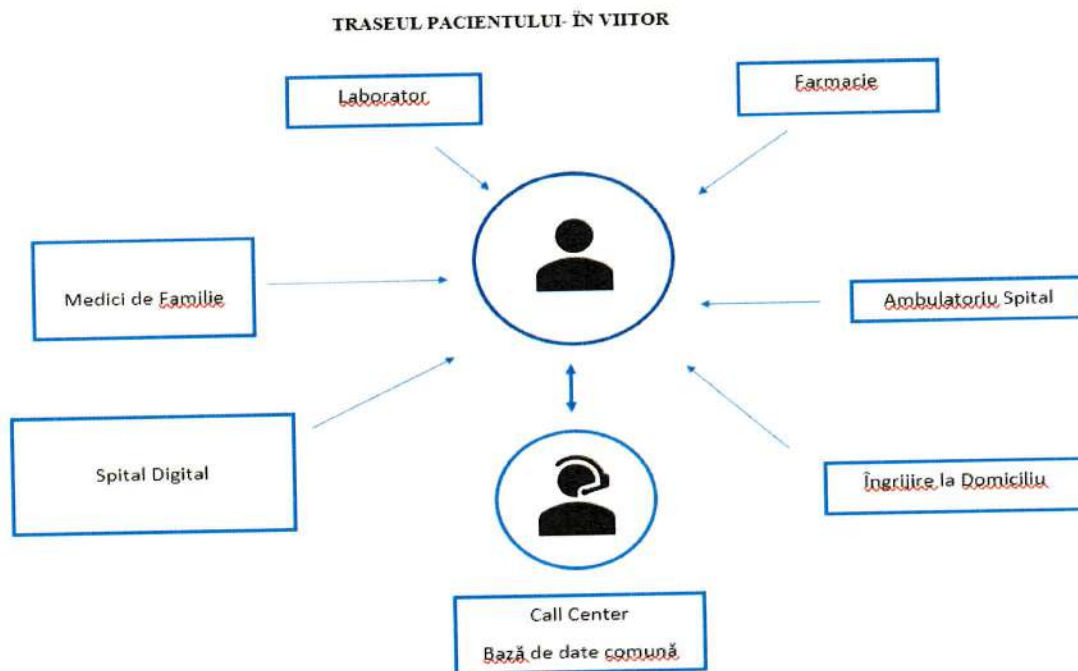 TRASEUL PACIENTULUI- ÎN VIITOR
Laborator
Farmacie
Medici de Familie
Ambulatoriu Spital
Spital Digital
Îngrijire la Domiciliu
Call Center
Bază de date comună